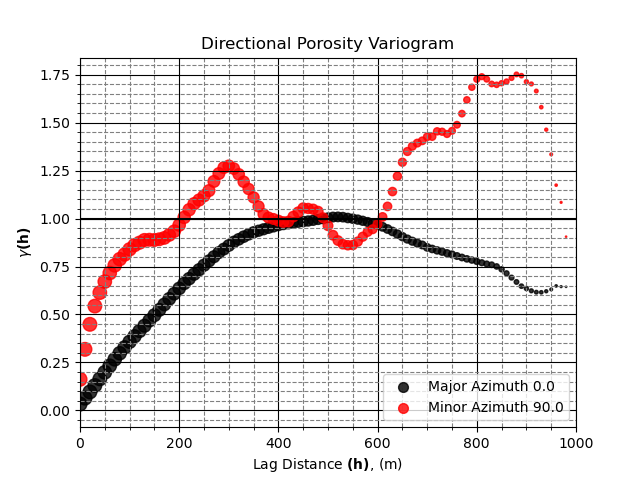 Directional Porosity Variogram
1.75
1.50
1.25
1.00
0.75
0.50
0.25
0.00
γ(h)
Major Azimuth 0.0
Minor Azimuth 90.0
0 200 400 600 800 1000
Lag Distance (h), (m)